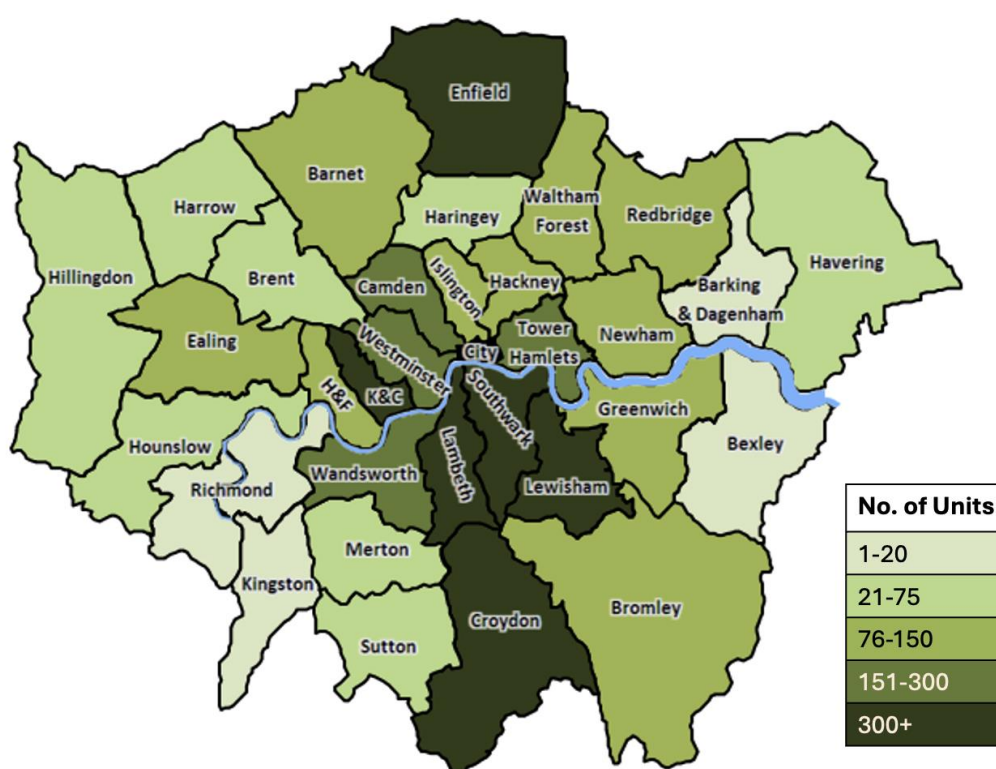 Enfield
Barnet
Harrow
Haringey
Waltham
Forest
Redbridge
Havering
Hillingdon
Brent
Camden
Islington
Hackney
Barking
& Dagenham
Ealing
Westminster
City
Tower
Hamlets
Newham
H&F
K&C
Southwark
Greenwich
Hounslow
Richmond
Wandsworth
Lambeth
Lewisham
Bexley
Kingston
Merton
Sutton
Croydon
Bromley
No. of Units
1-20
21-75
76-150
151-300
300+